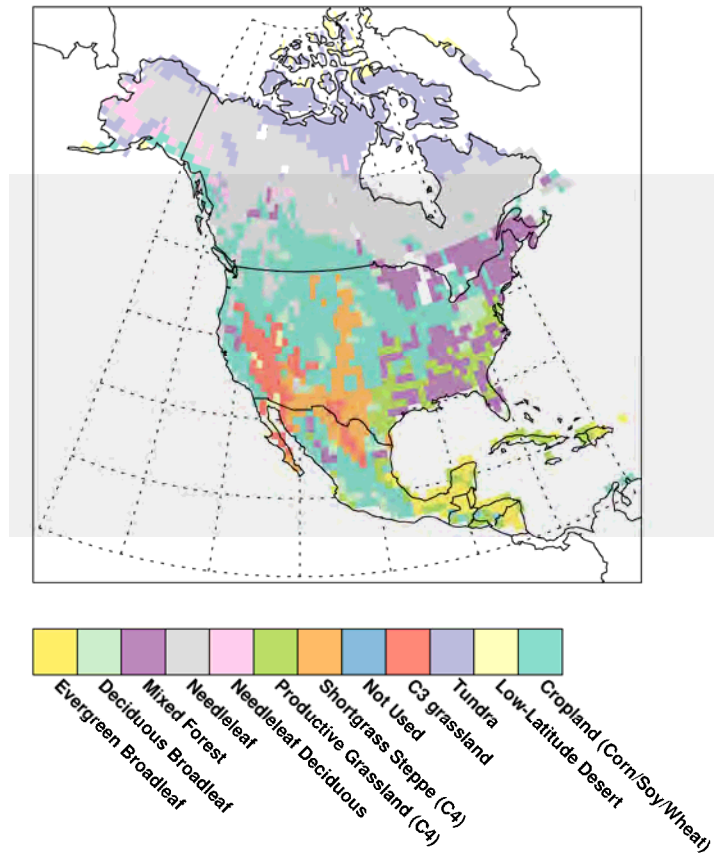 Evergreen Broadleaf
Deciduous Broadleaf
Mixed Forest
Needleleaf
Needleleaf Deciduous
Productive Grassland (C4)
Shortgrass Steppe (C4)
Not Used
C3 grassland
Tundra
Low-Latitude Desert
Cropland (Corn/Soy/Wheat)